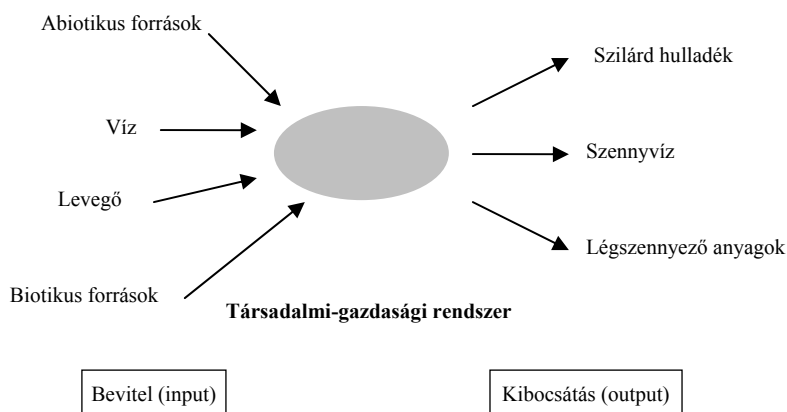 Abiotikus források
Szilárd hulladék
Víz
Szennyvíz
Levegő
Légszennyező anyagok
Biotikus források
Társadalmi-gazdasági rendszer
Bevitel (input)
Kibocsátás (output)